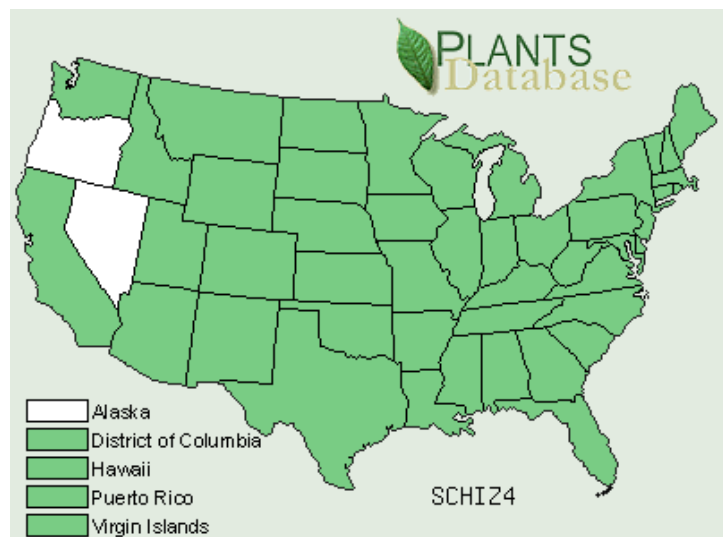 PLANTS
Database
Alaska
District of Columbia
Hawaii
Puerto Rico
Virgin Islands
SCHIZ4